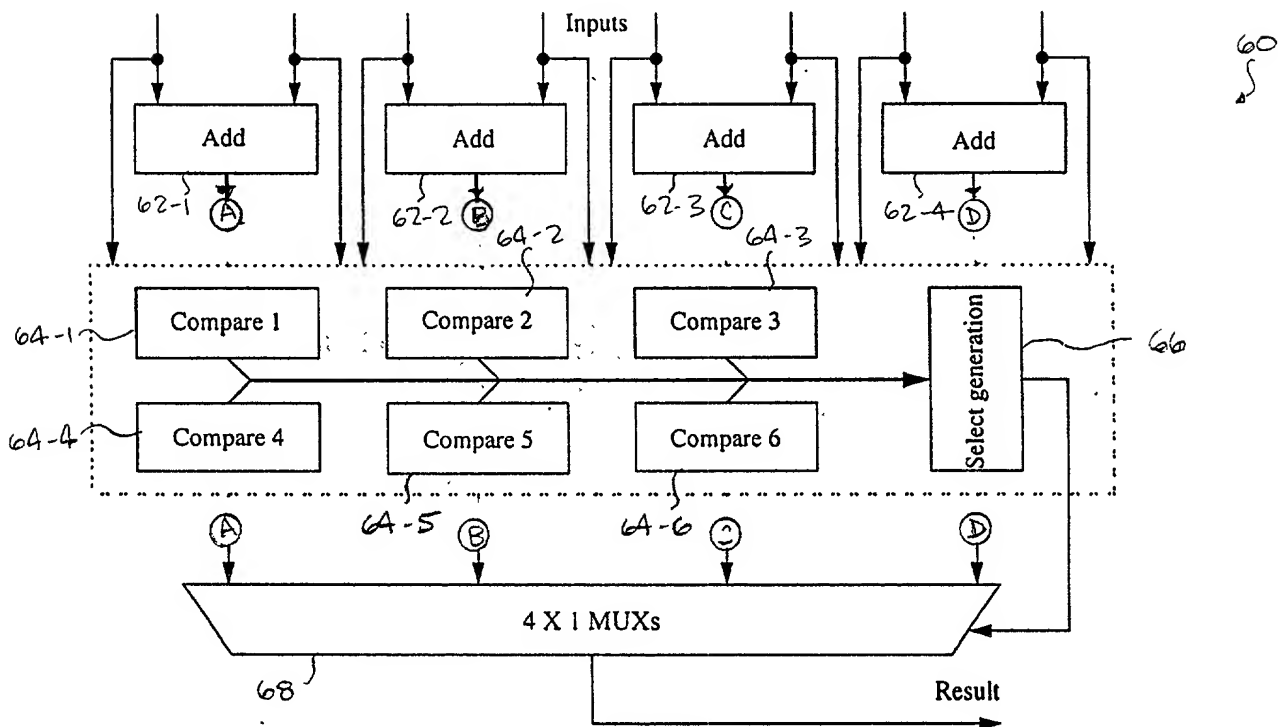 Inputs
60
Add
Add
Add
Add
62-1
A
62-2
B
62-3
C
62-4
D
64-2
64-3
64-1
Compare 1
Compare 2
Compare 3
Select generation
66
64-4
Compare 4
Compare 5
Compare 6
A
64-5
B
64-6
D
4 X 1 MUXs
68
Result